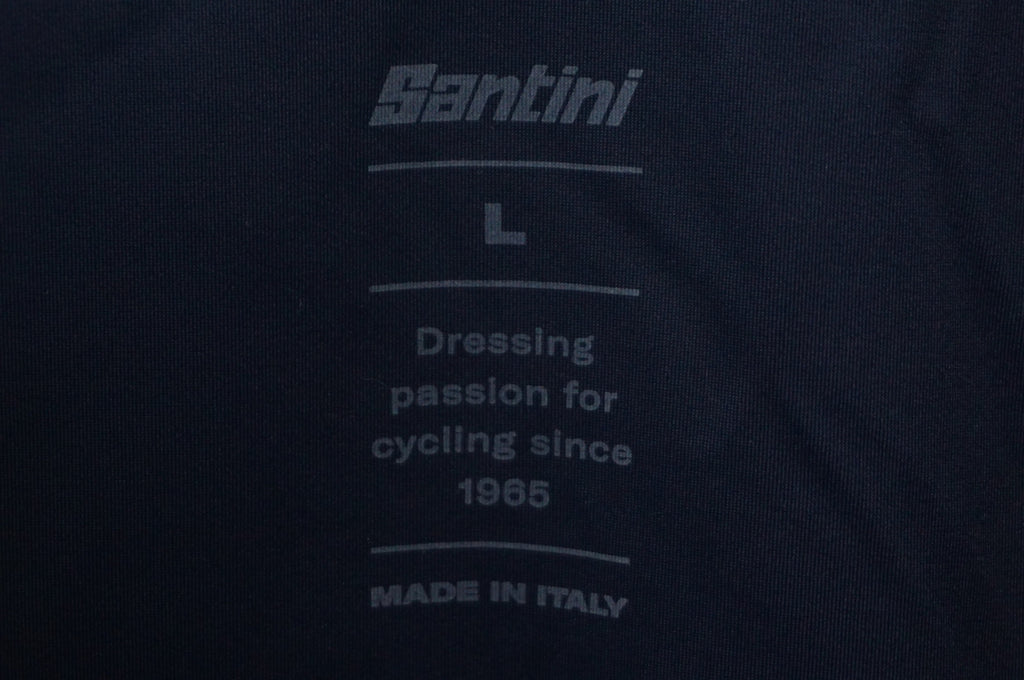 Santini
L
Dressing
passion for
cycling since
1965
MADE IN ITALY